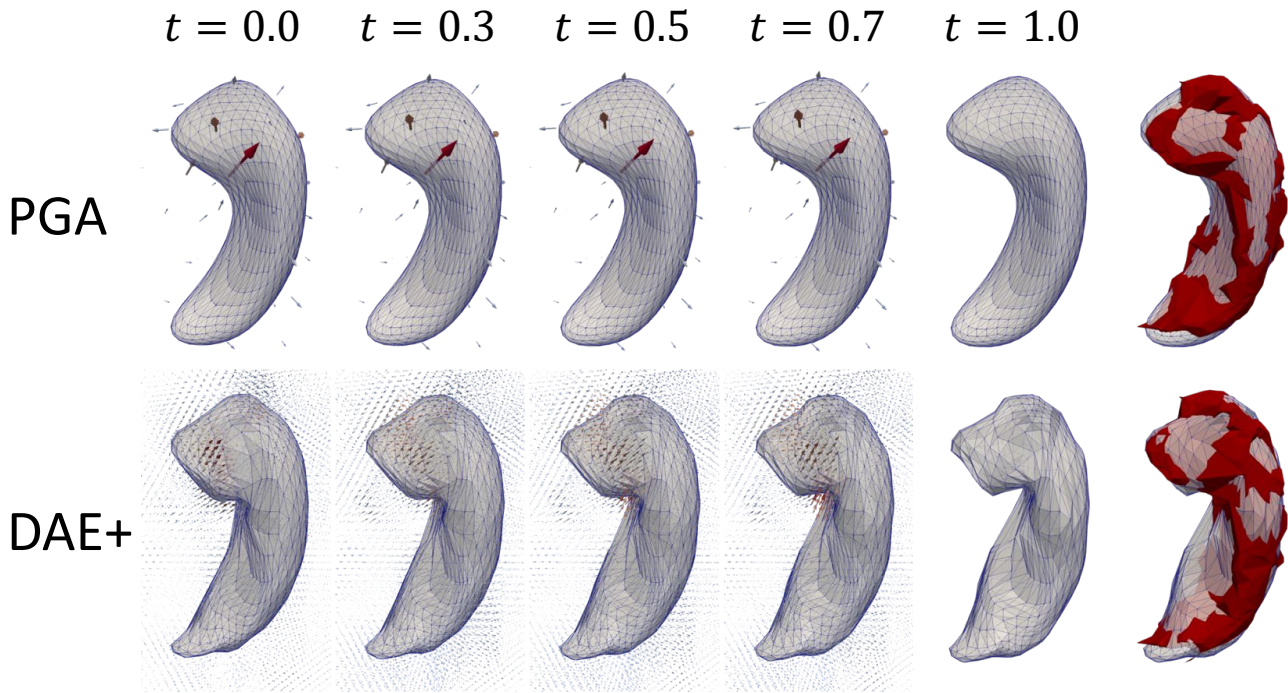 t = 0.0 t = 0.3 t = 0.5 t = 0.7 t = 1.0
PGA
DAE+